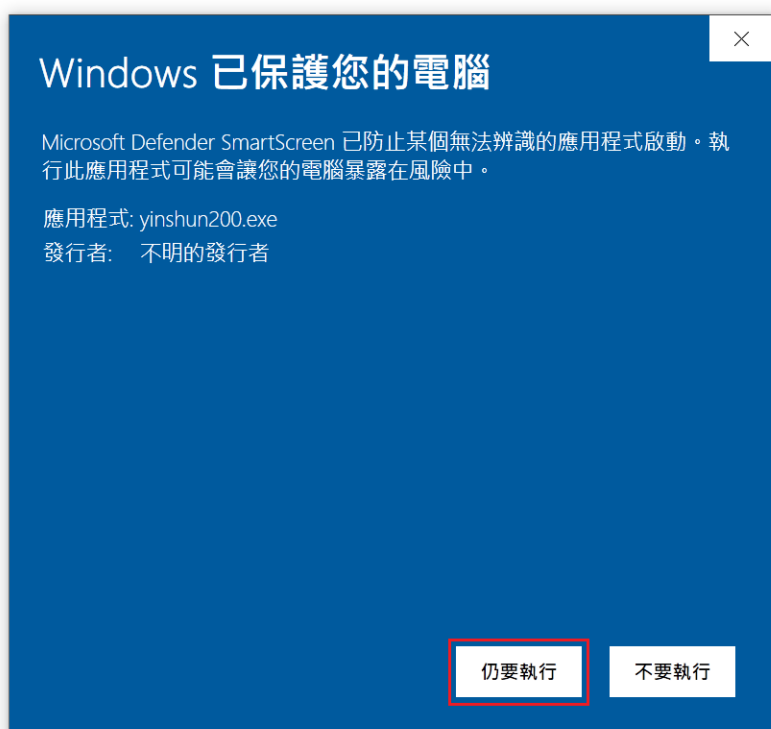 Windows 已保護您的電腦
Microsoft Defender SmartScreen 已防止某個無法辨識的應用程式啟動。執
行此應用程式可能會讓您的電腦暴露在風險中。
應用程式: yinshun200.exe
發行者: 不明的發行者
仍要執行 不要執行